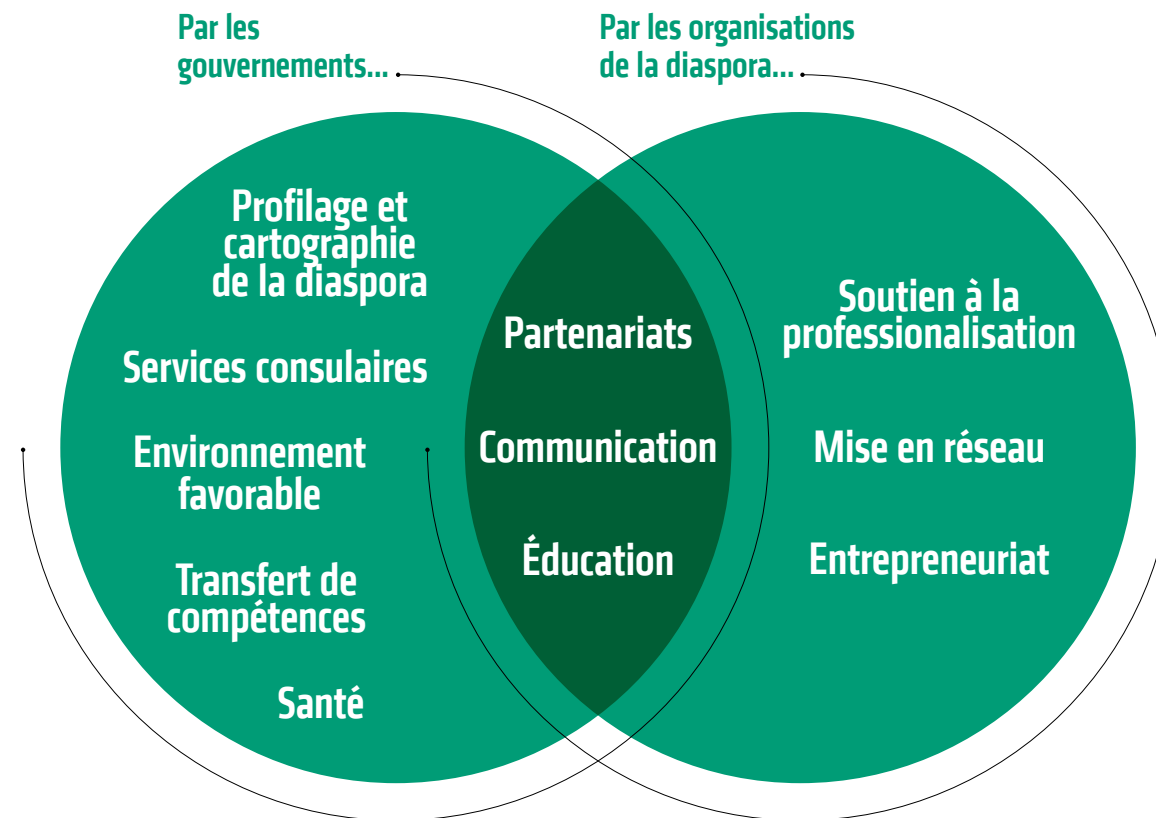 Par les
gouvernements...
Par les organisations
de la diaspora...
Profilage et
cartographie
de la diaspora
Services consulaires
Environnement
favorable
Transfert de
compétences
Santé
Partenariats
Communication
Éducation
Soutien à la
professionalisation
Mise en réseau
Entrepreneuriat